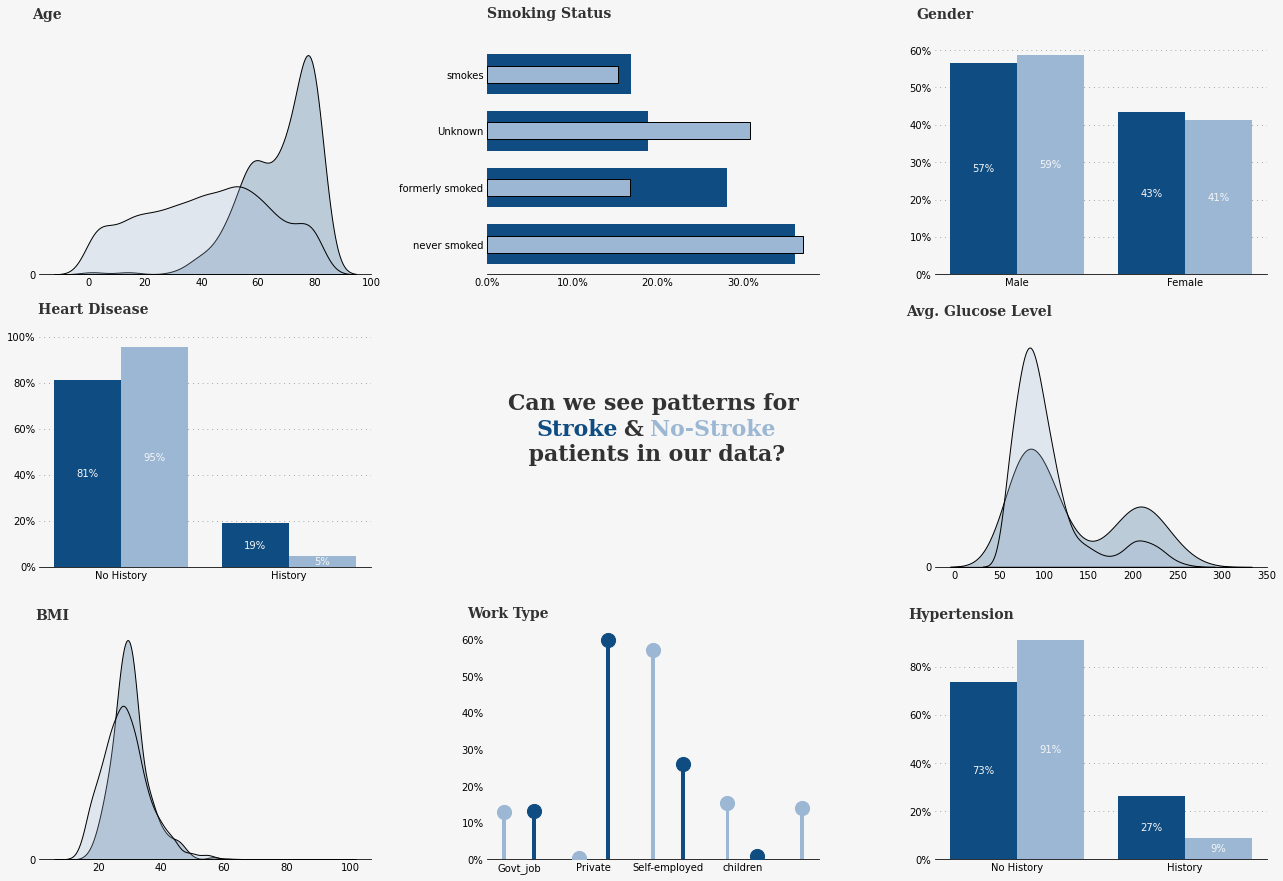 Age
0
0
20
40
60
80
100
Smoking Status
smokes
Unknown
formerly smoked
never smoked
0.0%
10.0%
20.0%
30.0%
Gender
60%
50%
40%
30%
20%
10%
0%
57%
59%
43%
41%
Male
Female
Heart Disease
100%
80%
60%
40%
20%
0%
81%
95%
19%
5%
No History
History
Can we see patterns for
Stroke & No-Stroke
patients in our data?
Avg. Glucose Level
0
0
50
100
150
200
250
300
350
BMI
0
20
40
60
80
100
Work Type
60%
50%
40%
30%
20%
10%
0%
Govt_job
Private
Self-employed
children
Hypertension
80%
60%
40%
20%
0%
73%
91%
27%
9%
No History
History